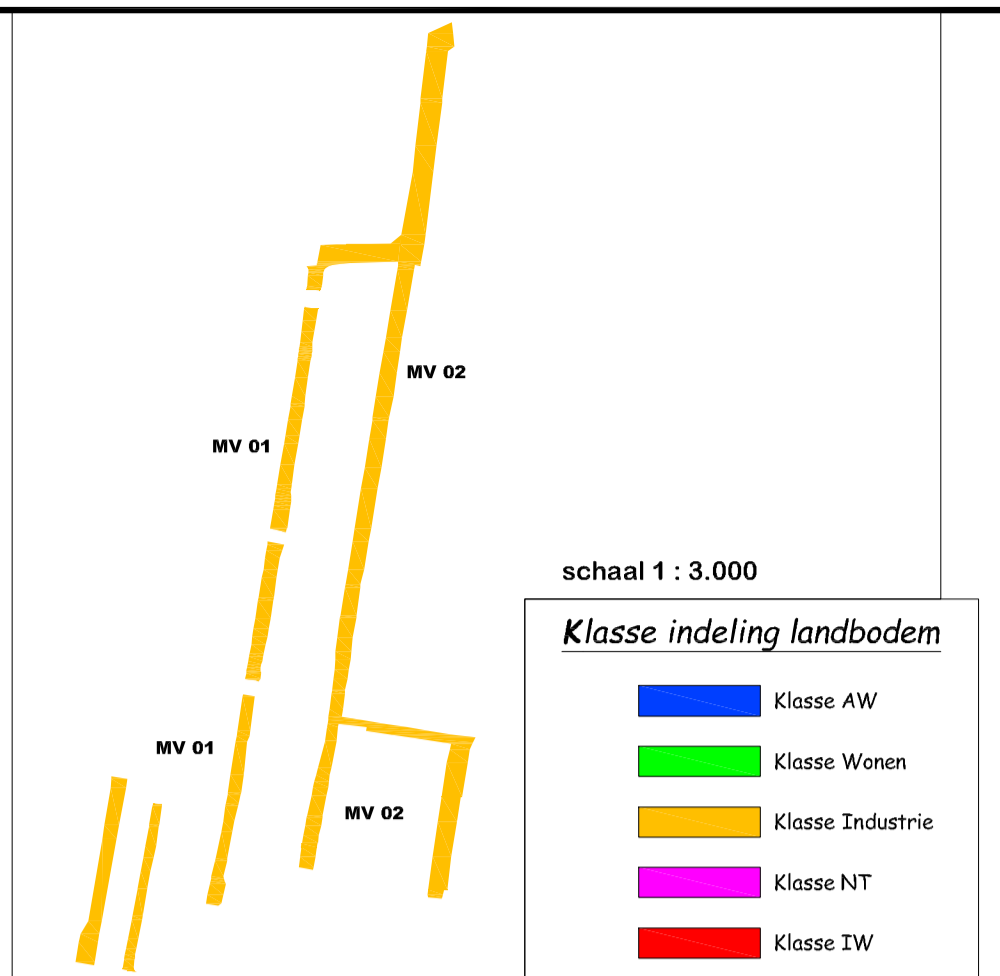 MV 02
MV 01
schaal 1 : 3.000
Klasse indeling landbodem
Klasse AW
MV 01
Klasse Wonen
MV 02
Klasse Industrie
Klasse NT
Klasse IW